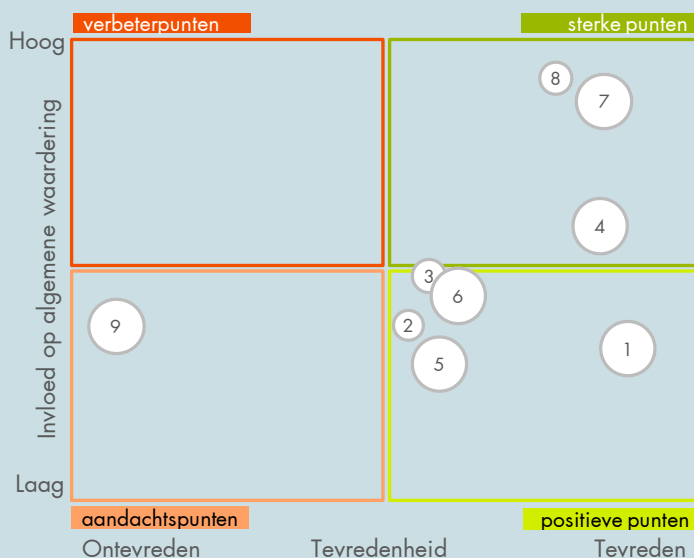 verbeterpunten
sterke punten
Hoog
8
7
Invloed op algemene waardering
4
3
6
9
2
1
5
Laag
aandachtspunten
positieve punten
Ontevreden
Tevredenheid
Tevreden